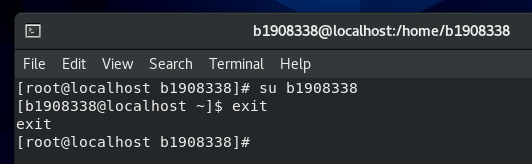 b1908338@localhost:/home/b1908338
File Edit View Search Terminal Help
[root@localhost b1908338]# su b1908338
[b1908338@localhost ~]$ exit
exit
[root@localhost b1908338]#